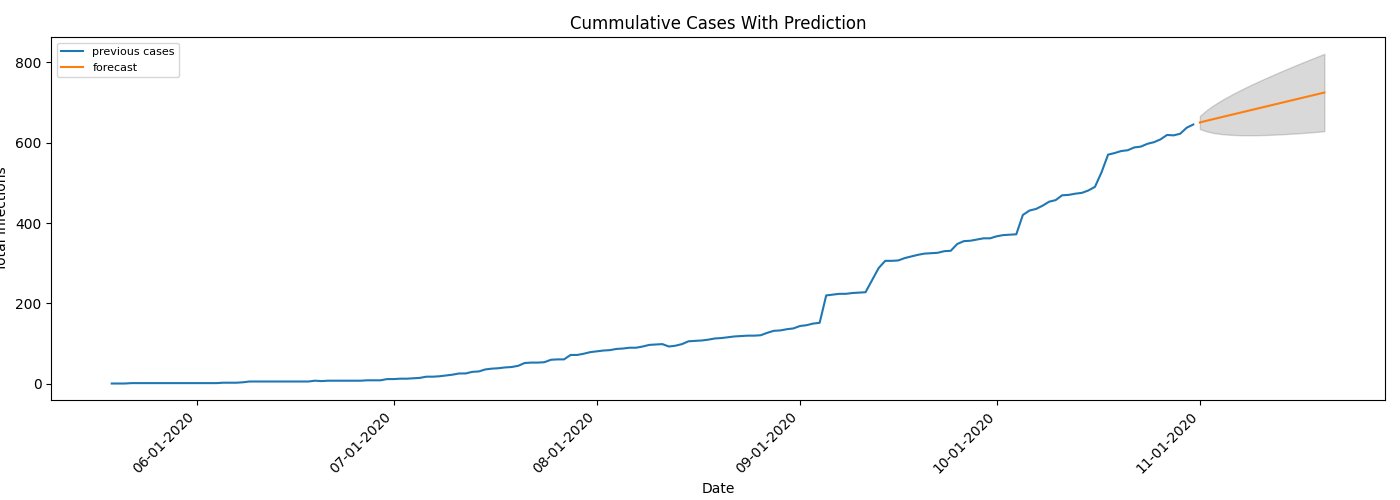 Cummulative Cases With Prediction
previous cases
forecast
800
600
400
200
0
Total Infections
06-01-2020
07-01-2020
08-01-2020
09-01-2020
10-01-2020
11-01-2020
Date